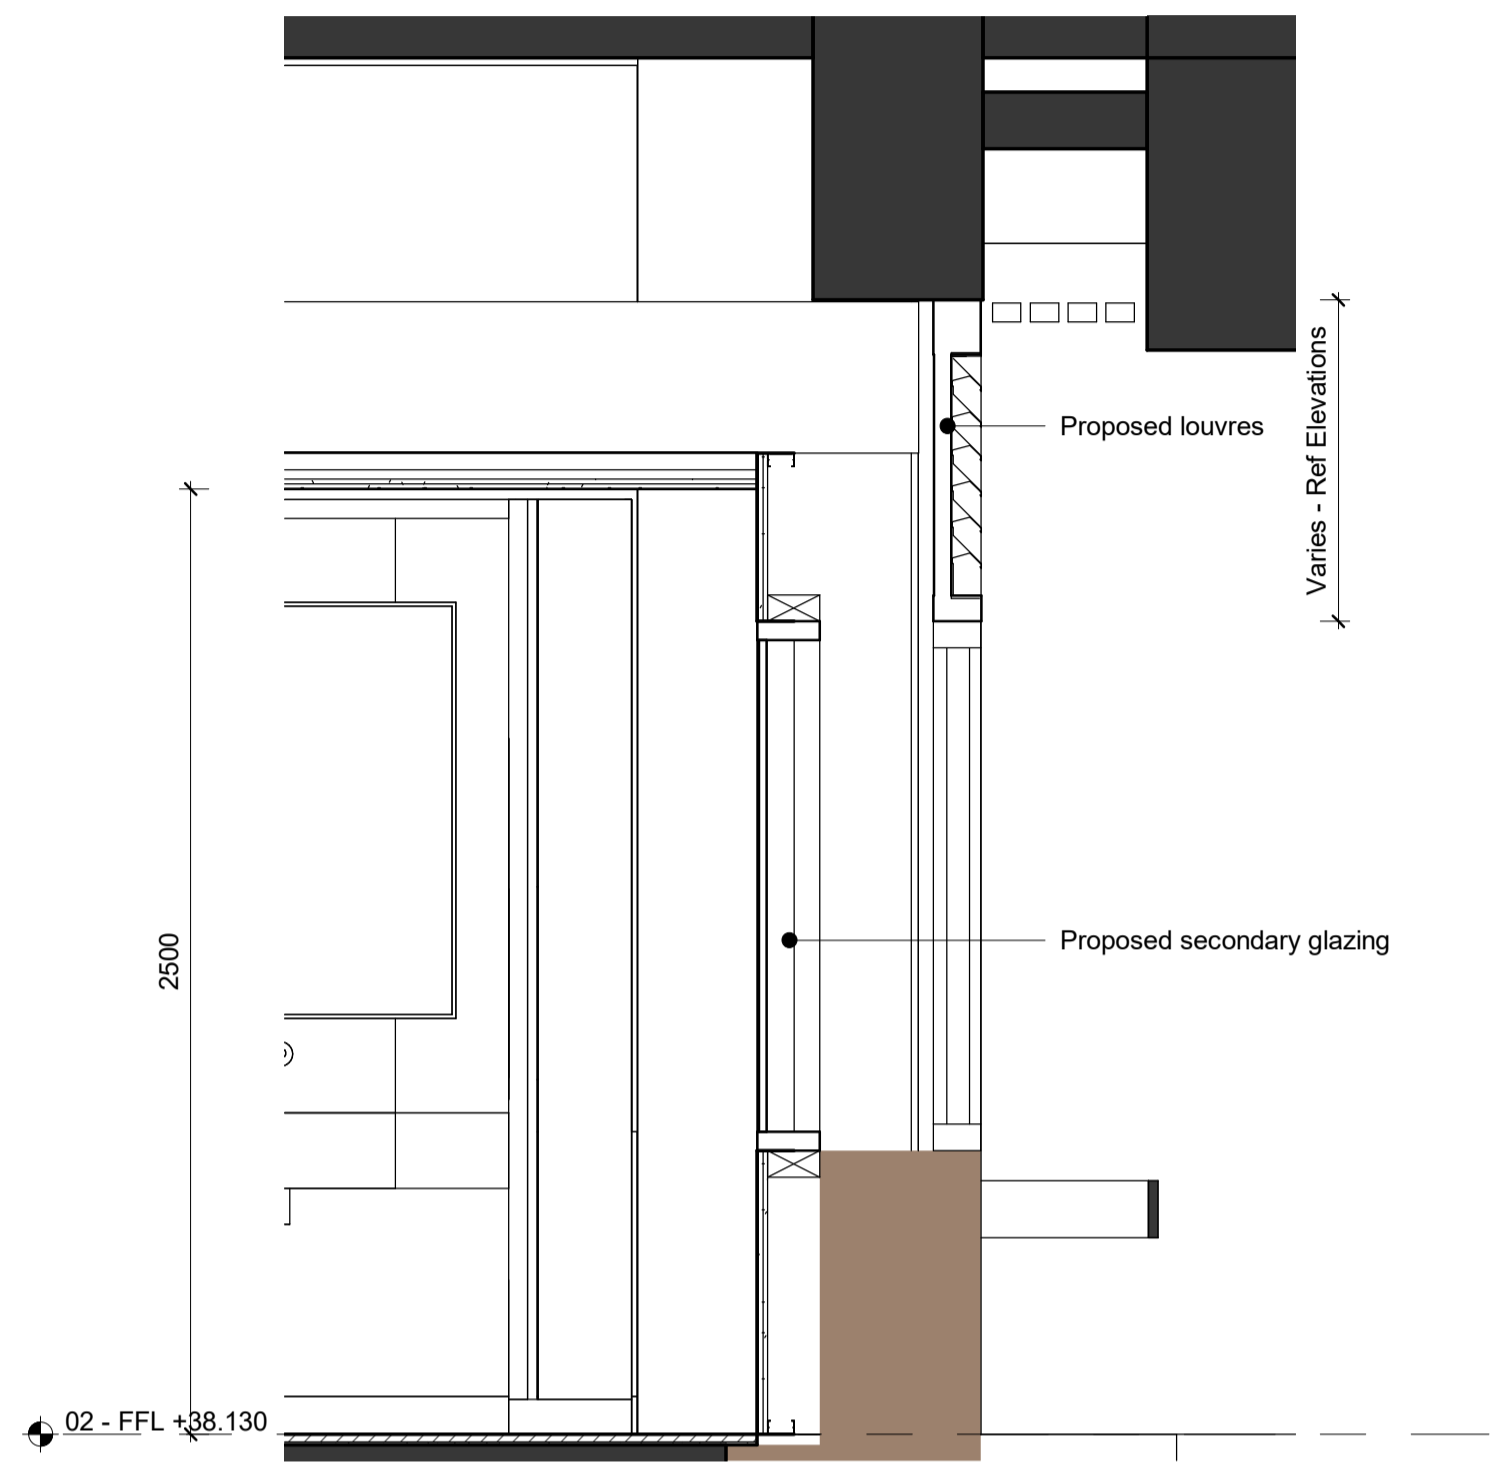 Varies - Ref Elevations
Proposed louvres
2500
Proposed secondary glazing
02 - FFL +38.130